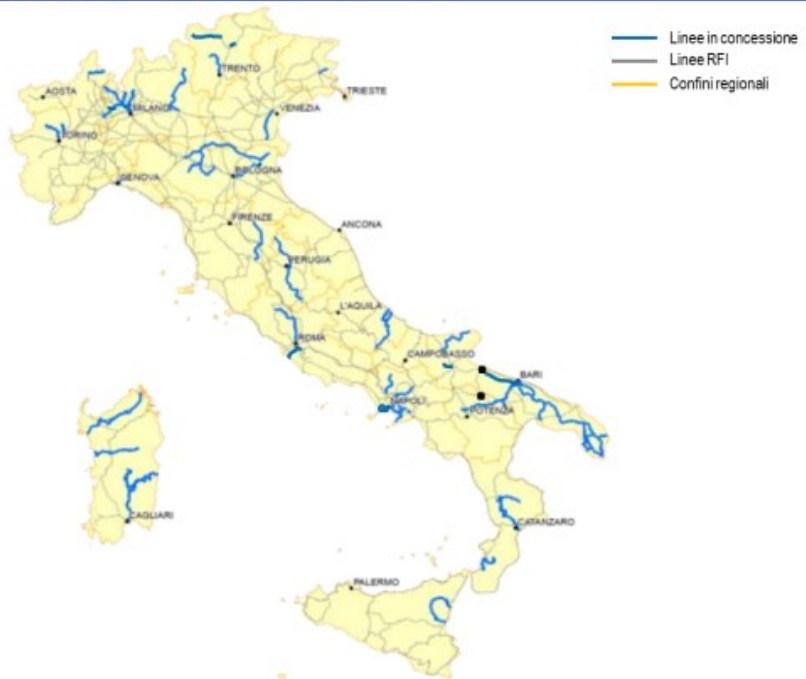 Linee in concessione
Linee RFI
Confini regionali
TRENTO
AOSTA
TRIESTE
MILANO
VENEZIA
TORINO
BOLOGNA
GENOVA
FIRENZE
ANCONA
PERUGIA
L'AQUILA
ROMA
CAMPOBASSO
BARI
NAPOLI
POTENZA
CAGLIARI
CATANZARO
PALERMO